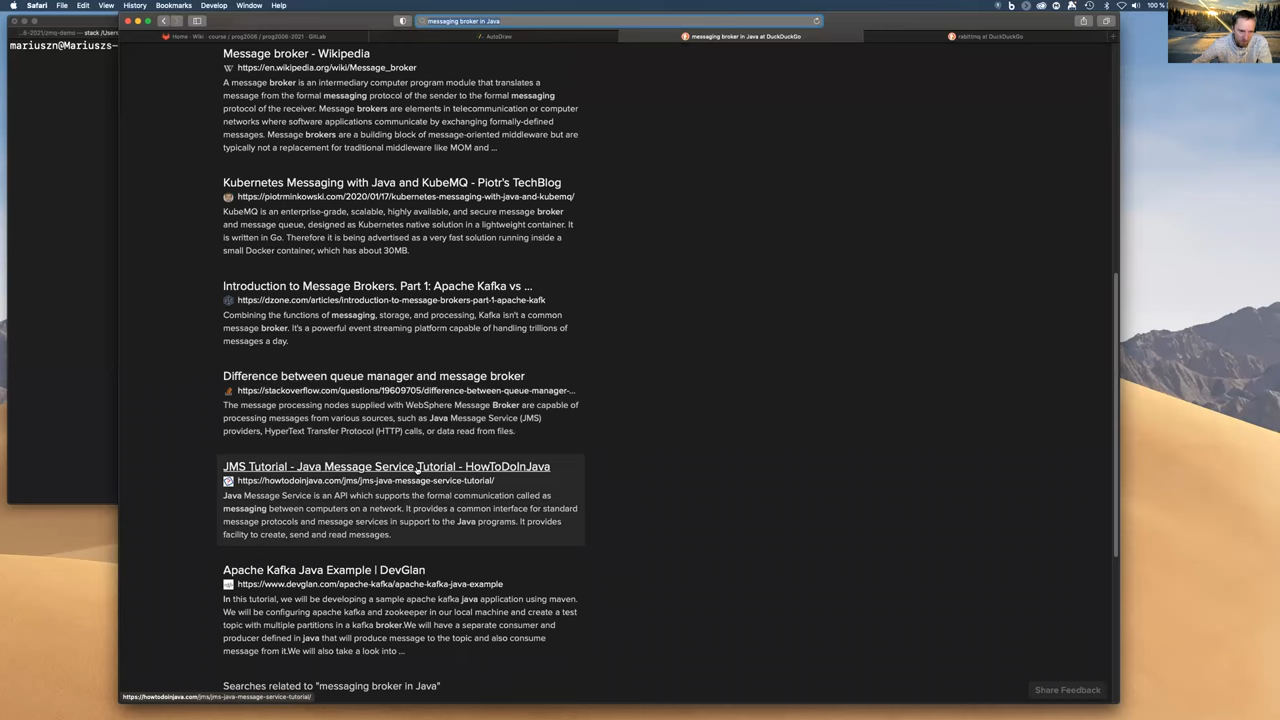 Safari File Edit View History Bookmarks Develop Window Help
100 %
messaging broker in Java
Home · Wiki · course / prog2006 / prog2006-2021 · GitLab
AutoDraw
messaging broker in Java at DuckDuckGo
rabbitmq at DuckDuckGo
mariuszn@Mariuszs-
Message broker - Wikipedia
https://en.wikipedia.org/wiki/Message_broker
A message broker is an intermediary computer program module that translates a
message from the formal messaging protocol of the sender to the formal messaging
protocol of the receiver. Message brokers are elements in telecommunication or computer
networks where software applications communicate by exchanging formally-defined
messages. Message brokers are a building block of message-oriented middleware but are
typically not a replacement for traditional middleware like MOM and ...
Kubernetes Messaging with Java and KubeMQ - Piotr's TechBlog
https://piotrminkowski.com/2020/01/17/kubernetes-messaging-with-java-and-kubemq/
KubeMQ is an enterprise-grade, scalable, highly available, and secure message broker
and message queue, designed as Kubernetes native solution in a lightweight container. It
is written in Go. Therefore it is being advertised as a very fast solution running inside a
small Docker container, which has about 30MB.
Introduction to Message Brokers. Part 1: Apache Kafka vs ...
https://dzone.com/articles/introduction-to-message-brokers-part-1-apache-kafk
Combining the functions of messaging, storage, and processing, Kafka isn't a common
message broker. It's a powerful event streaming platform capable of handling trillions of
messages a day.
Difference between queue manager and message broker
https://stackoverflow.com/questions/19609705/difference-between-queue-manager-...
The message processing nodes supplied with WebSphere Message Broker are capable of
processing messages from various sources, such as Java Message Service (JMS)
providers, HyperText Transfer Protocol (HTTP) calls, or data read from files.
JMS Tutorial - Java Message Service Tutorial - HowToDoInJava
https://howtodoinjava.com/jms/jms-java-message-service-tutorial/
Java Message Service is an API which supports the formal communication called as
messaging between computers on a network. It provides a common interface for standard
message protocols and message services in support to the Java programs. It provides
facility to create, send and read messages.
Apache Kafka Java Example | DevGlan
https://www.devglan.com/apache-kafka/apache-kafka-java-example
In this tutorial, we will be developing a sample apache kafka java application using maven.
We will be configuring apache kafka and zookeeper in our local machine and create a test
topic with multiple partitions in a kafka broker.We will have a separate consumer and
producer defined in java that will produce message to the topic and also consume
message from it.We will also take a look into ...
Searches related to "messaging broker in Java"
Share Feedback
https://howtodoinjava.com/jms/jms-java-message-service-tutorial/